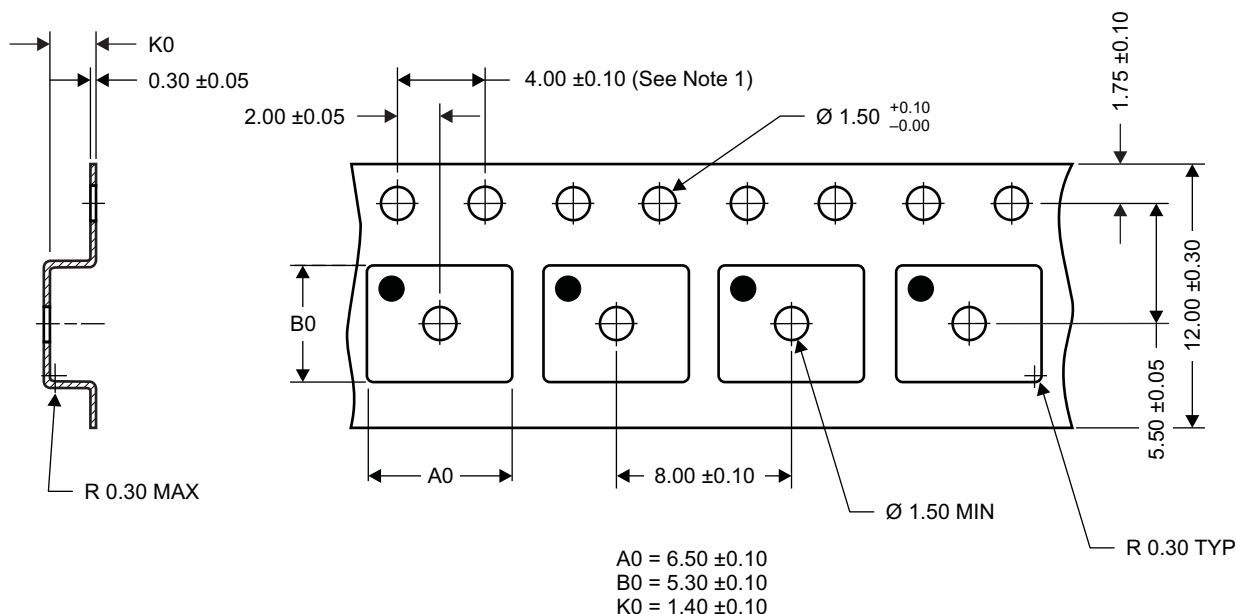 K0
0.30 ±0.05
4.00 ±0.10 (See Note 1)
2.00 ±0.05
Ø 1.50 +0.10
–0.00
1.75 ±0.10
B0
12.00 ±0.30
5.50 ±0.05
A0
8.00 ±0.10
R 0.30 MAX
Ø 1.50 MIN
R 0.30 TYP
A0 = 6.50 ±0.10
B0 = 5.30 ±0.10
K0 = 1.40 ±0.10